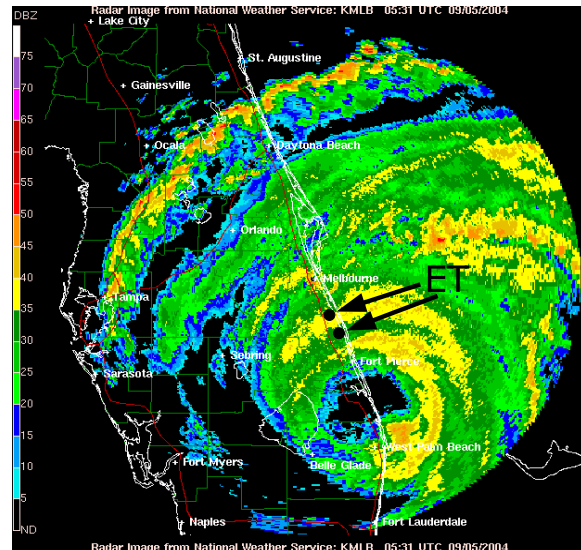 DBZ
Radar Image from National Weather Service: KMLB 05:31 UTC 09/05/2004
Lake City
St. Augustine
75
Gainesville
70
65
60
Ocala
Daytona Beach
55
50
Orlando
45
40
Melbourne
ET
35
Tampa
30
Sebring
Fort Pierce
25
Sarasota
20
15
West Palm Beach
Fort Myers
Belle Glade
10
5
Naples
Fort Lauderdale
ND
Radar Image from National Weather Service: KMLB 05:31 UTC 09/05/2004